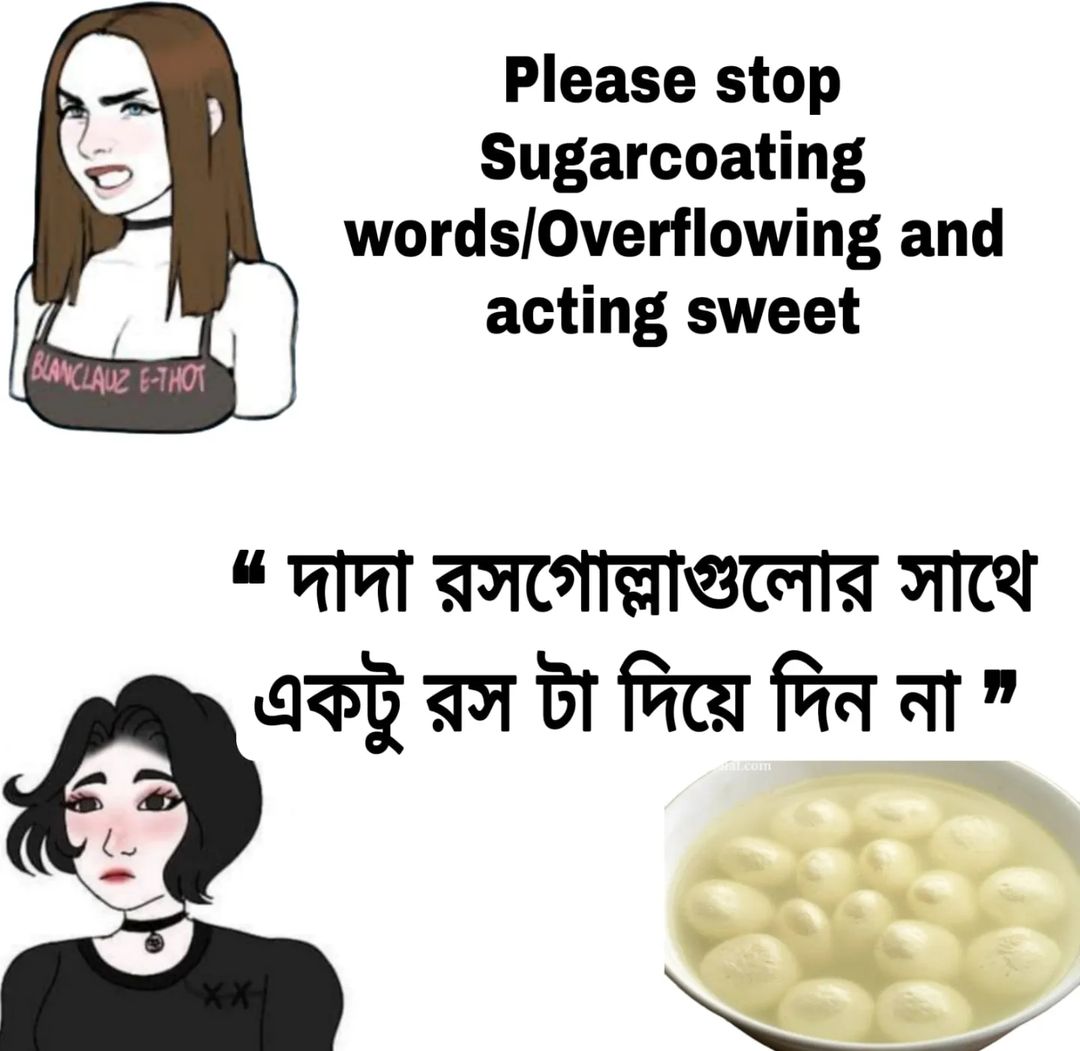 Please stop
Sugarcoating
words/Overflowing and
acting sweet
BLANCLAUZ E-THOT
❝ দাদা রসগোল্লাগুলোর সাথে
একটু রস টা দিয়ে দিন না ❞